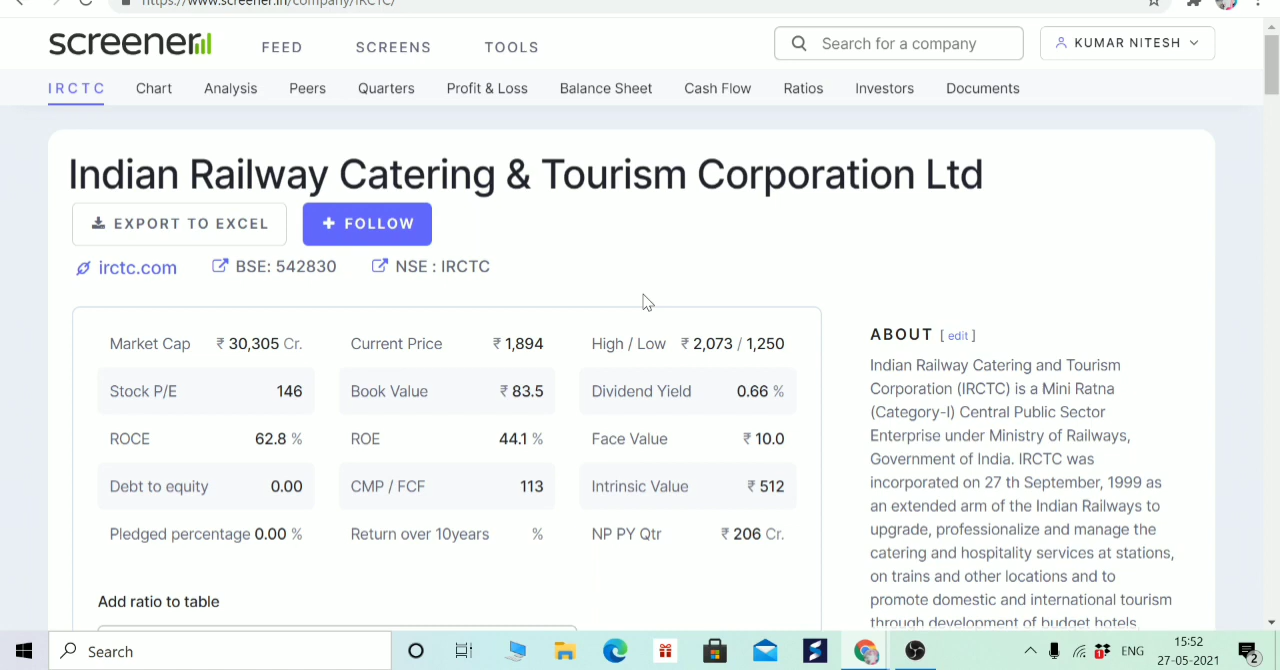 https://www.screener.in/company/IRCTC/
screener
FEED SCREENS TOOLS
Search for a company
KUMAR NITESH
IRCTC Chart Analysis Peers Quarters Profit & Loss Balance Sheet Cash Flow Ratios Investors Documents
Indian Railway Catering & Tourism Corporation Ltd
EXPORT TO EXCEL
+ FOLLOW
irctc.com BSE: 542830 NSE : IRCTC
Market Cap ₹ 30,305 Cr. Current Price ₹ 1,894 High / Low ₹ 2,073 / 1,250
Stock P/E 146 Book Value ₹ 83.5 Dividend Yield 0.66 %
ROCE 62.8 % ROE 44.1 % Face Value ₹ 10.0
Debt to equity 0.00 CMP / FCF 113 Intrinsic Value ₹ 512
Pledged percentage 0.00 % Return over 10years % NP PY Qtr ₹ 206 Cr.
Add ratio to table
ABOUT [ edit ]
Indian Railway Catering and Tourism
Corporation (IRCTC) is a Mini Ratna
(Category-I) Central Public Sector
Enterprise under Ministry of Railways,
Government of India. IRCTC was
incorporated on 27 th September, 1999 as
an extended arm of the Indian Railways to
upgrade, professionalize and manage the
catering and hospitality services at stations,
on trains and other locations and to
promote domestic and international tourism
through development of budget hotels,
Search
ENG
15:52
27-05-2021
2